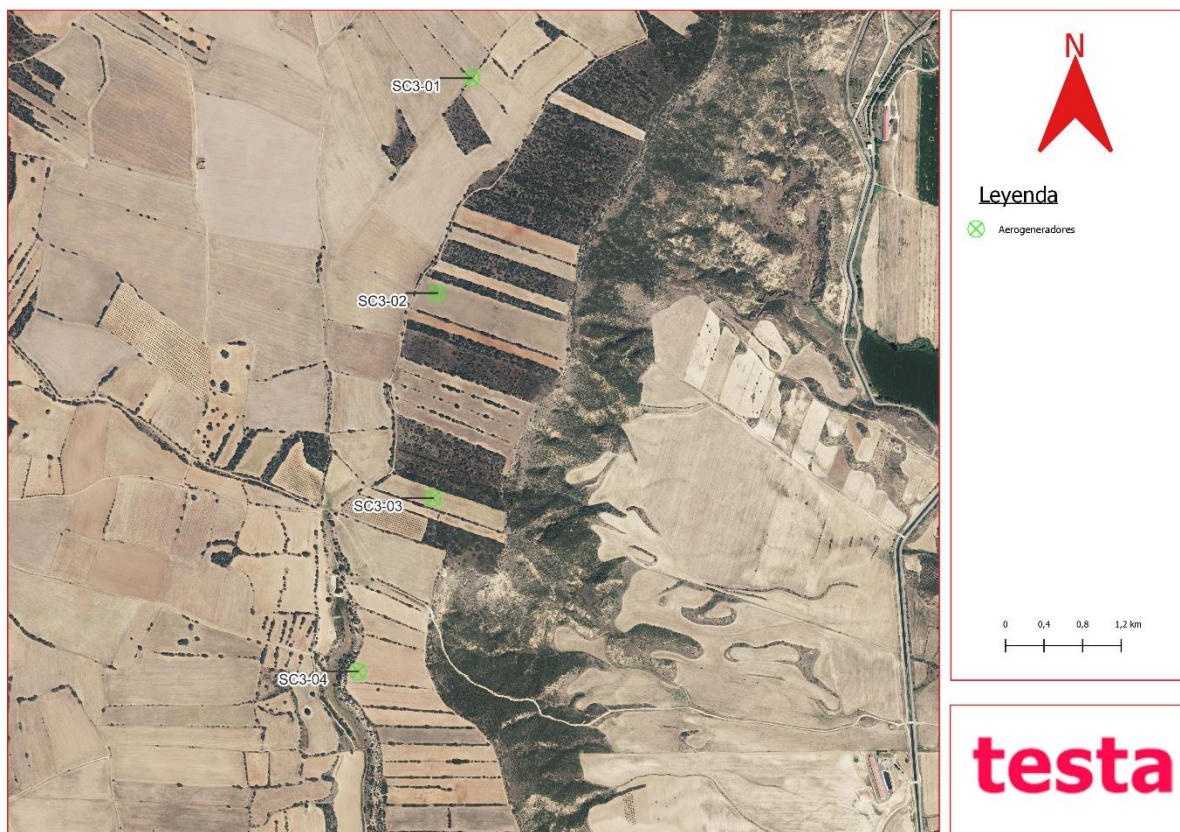 SC3-01
SC3-02
SC3-03
SC3-04
N
Leyenda
Aerogeneradores
0 0,4 0,8 1,2 km
testa